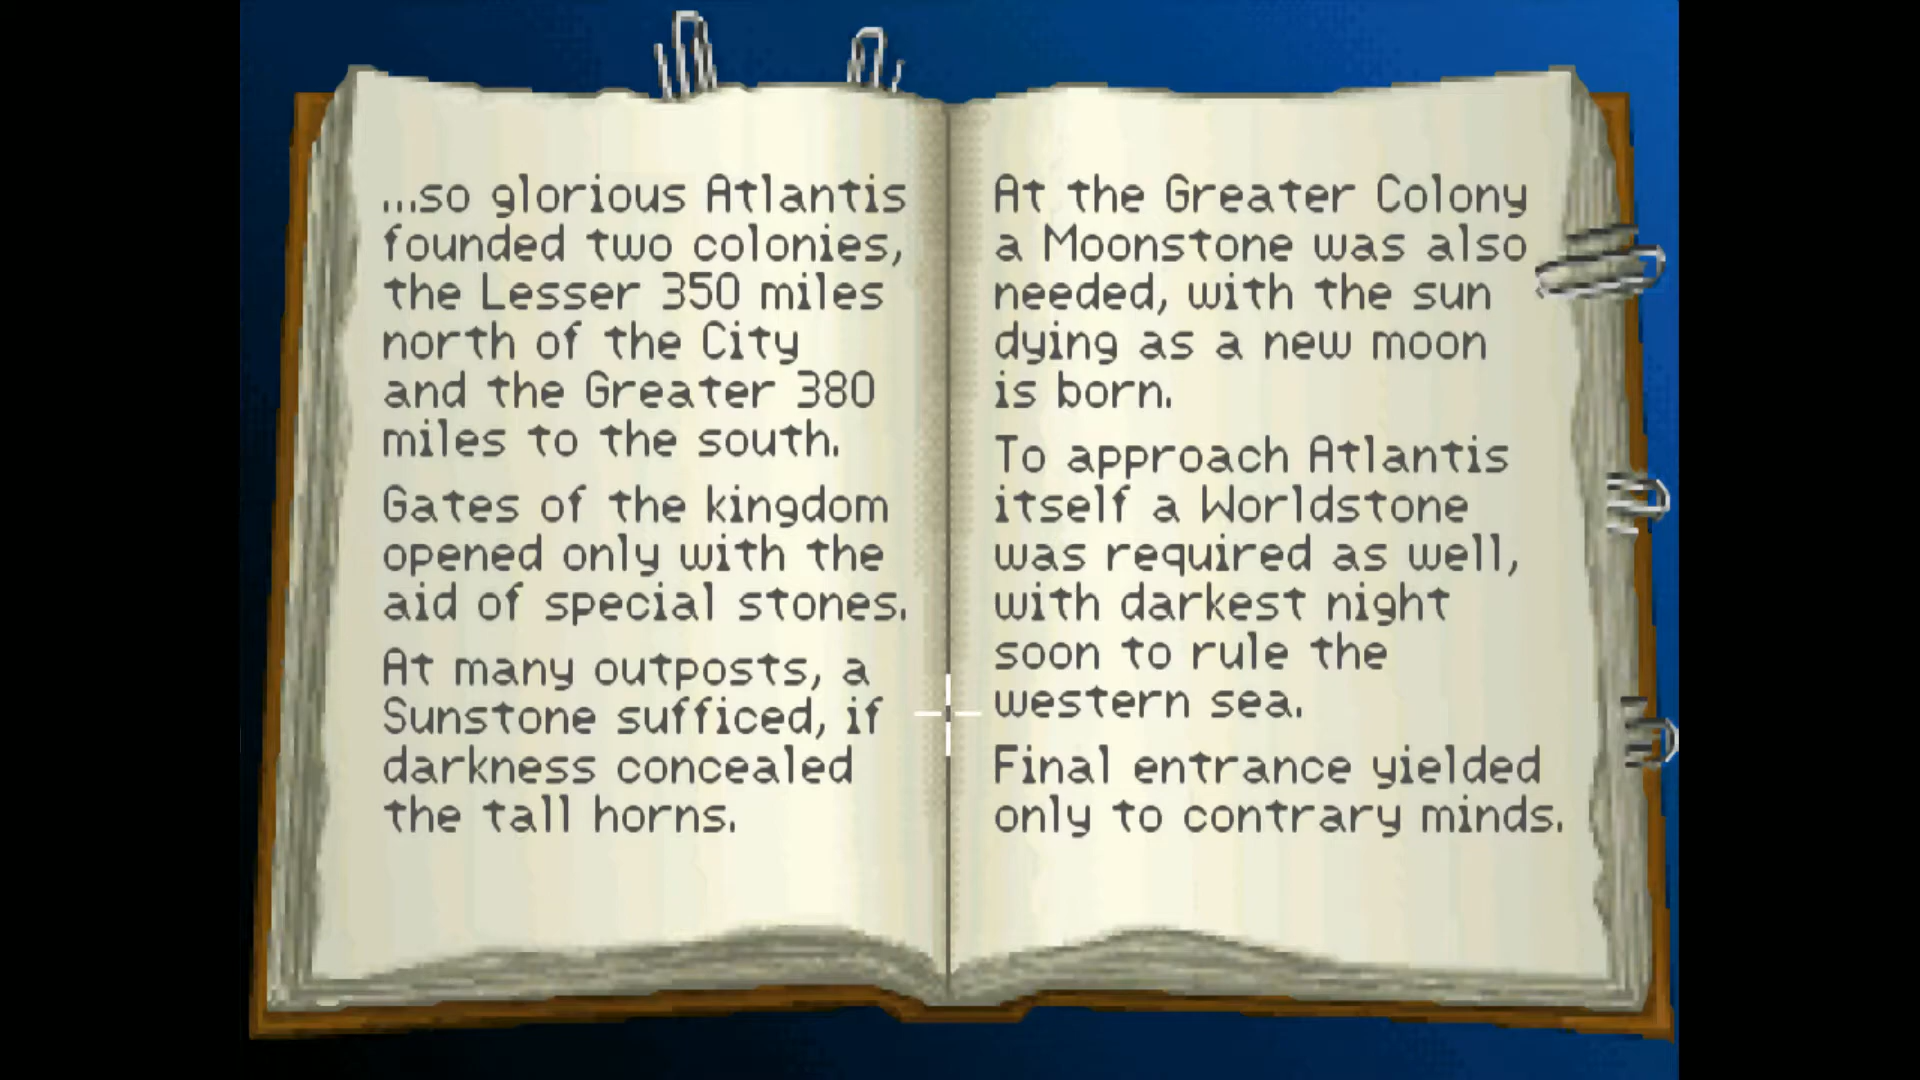 ...so glorious Atlantis
founded two colonies,
the Lesser 350 miles
north of the City
and the Greater 380
miles to the south.
Gates of the kingdom
opened only with the
aid of special stones.
At many outposts, a
Sunstone sufficed, if
darkness concealed
the tall horns.
At the Greater Colony
a Moonstone was also
needed, with the sun
dying as a new moon
is born.
To approach Atlantis
itself a Worldstone
was required as well,
with darkest night
soon to rule the
western sea.
Final entrance yielded
only to contrary minds.